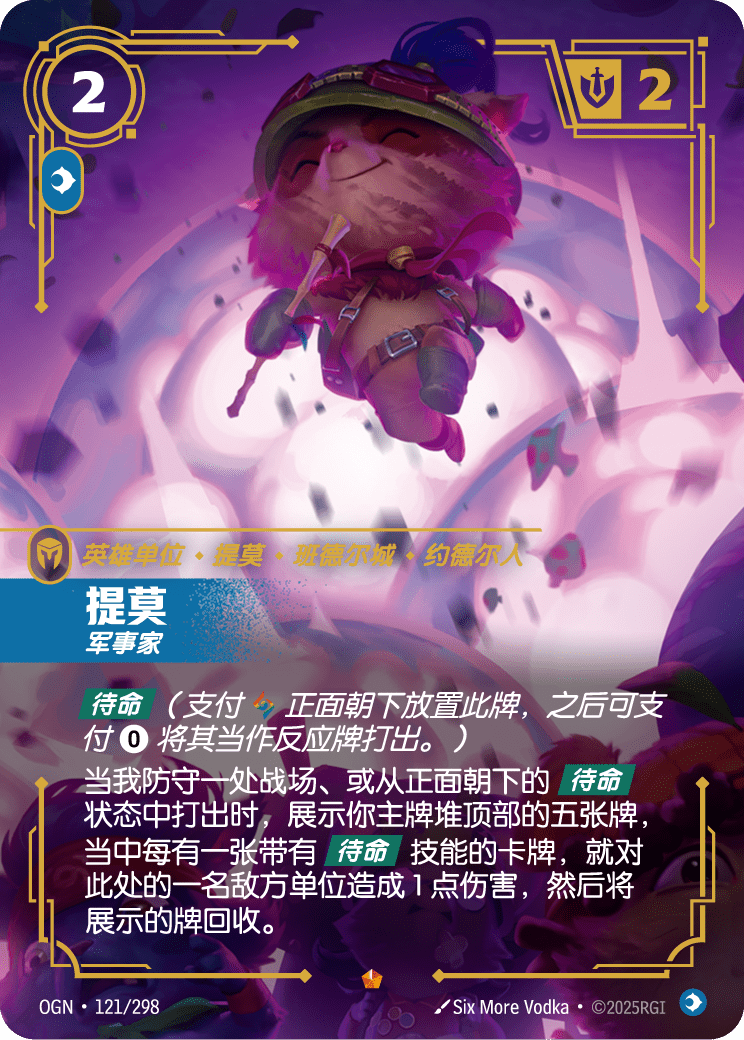 2
2
英雄单位 • 提莫 • 班德尔城 • 约德尔人
提莫
军事家
待命（支付 正面朝下放置此牌，之后可支
付 0 将其当作反应牌打出。）
当我防守一处战场、或从正面朝下的 待命
状态中打出时，展示你主牌堆顶部的五张牌，
当中每有一张带有 待命 技能的卡牌，就对
此处的一名敌方单位造成1点伤害，然后将
展示的牌回收。
OGN • 121/298
Six More Vodka • ©2025RGI